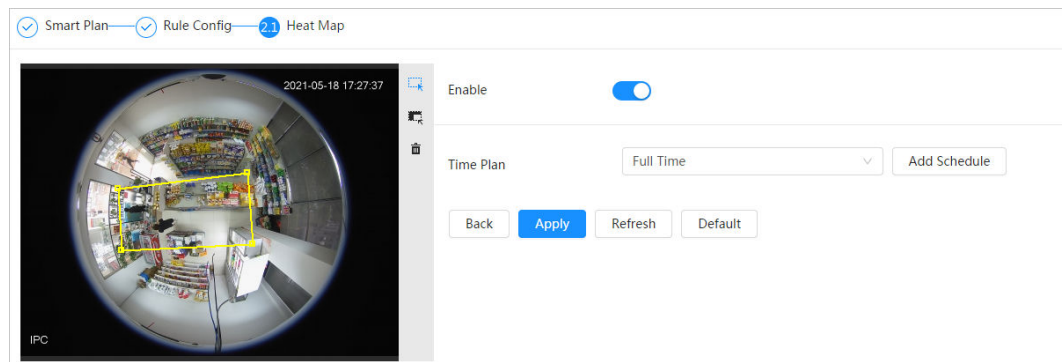 Smart Plan Rule Config 2.1 Heat Map
2021-05-18 17:27:37
Enable
Time Plan Full Time Add Schedule
Back Apply Refresh Default
IPC